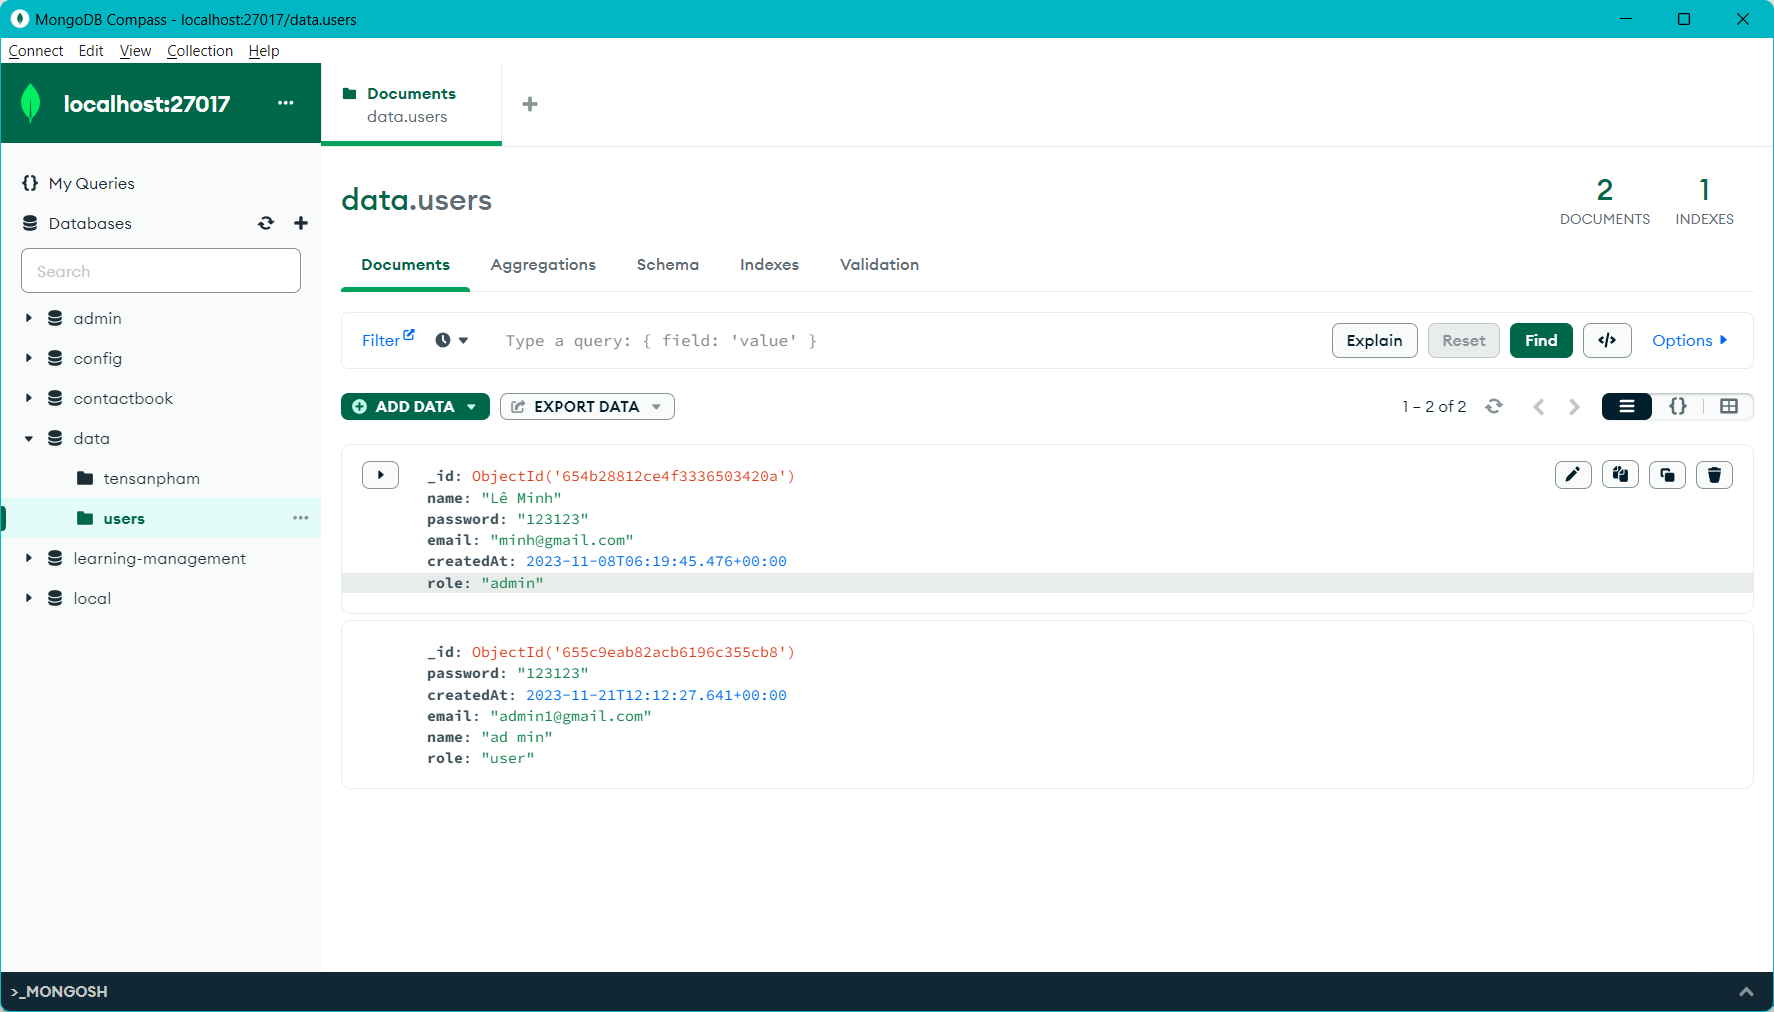 MongoDB Compass - localhost:27017/data.users
Connect Edit View Collection Help
localhost:27017 ...
Documents
data.users
{} My Queries
Databases
Search
admin
config
contactbook
data
tensanpham
users ...
learning-management
local
data.users
2
DOCUMENTS
1
INDEXES
Documents Aggregations Schema Indexes Validation
Filter Type a query: { field: 'value' } Explain Reset Find </> Options
ADD DATA EXPORT DATA 1 – 2 of 2 {}
_id: ObjectId('654b28812ce4f3336503420a')
name: "Lê Minh"
password: "123123"
email: "minh@gmail.com"
createdAt: 2023-11-08T06:19:45.476+00:00
role: "admin"
_id: ObjectId('655c9eab82acb6196c355cb8')
password: "123123"
createdAt: 2023-11-21T12:12:27.641+00:00
email: "admin1@gmail.com"
name: "ad min"
role: "user"
>_MONGOSH